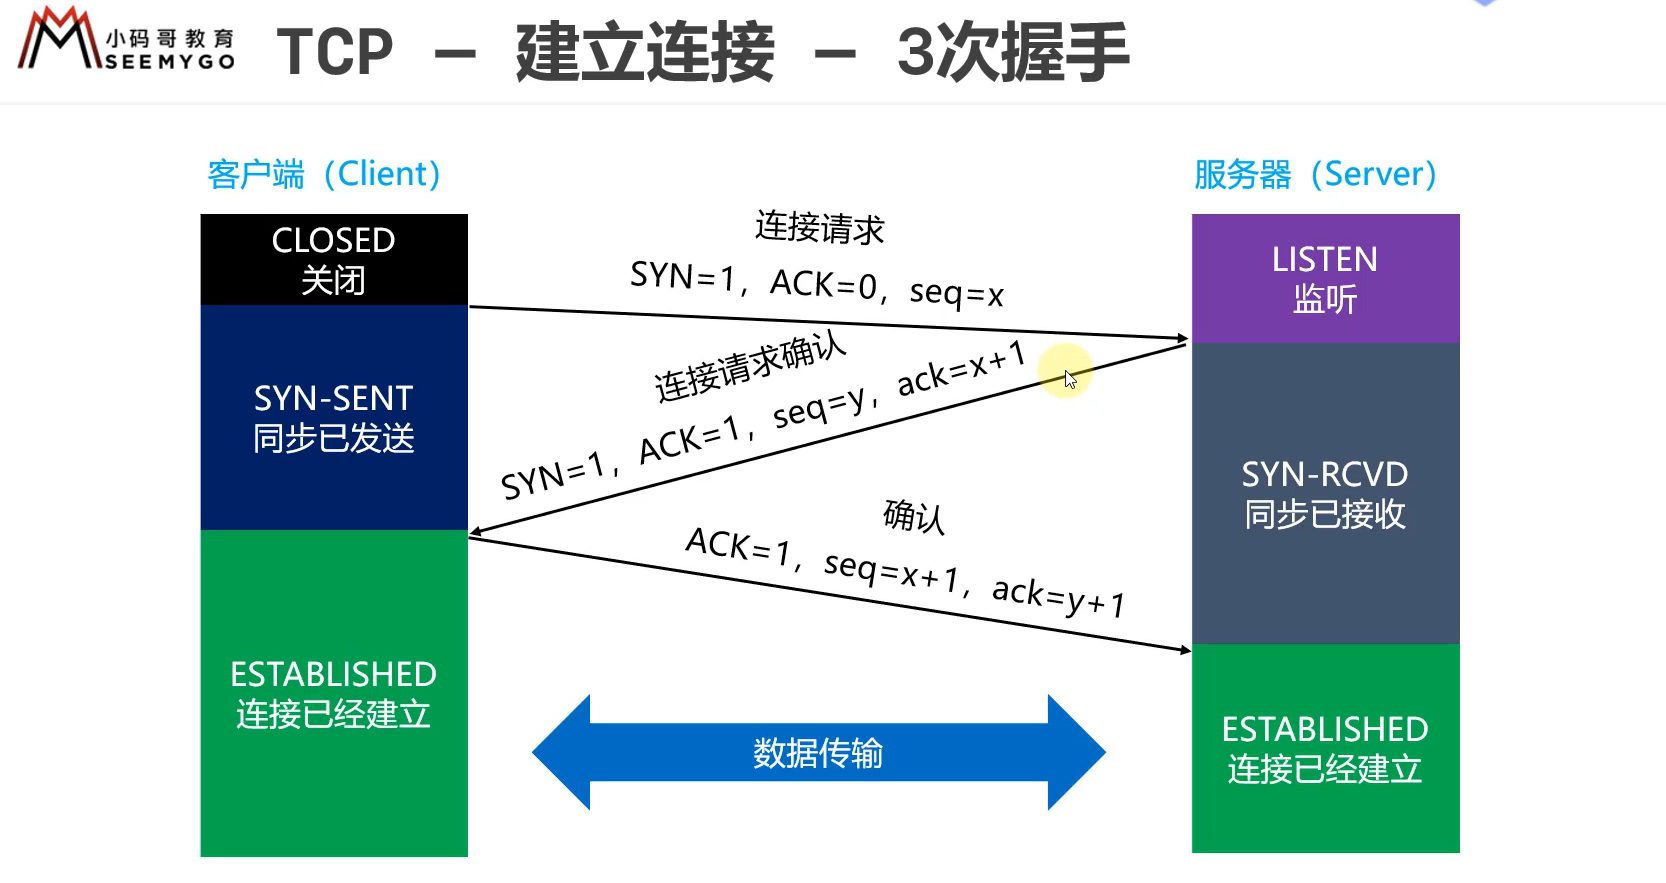 小码哥教育
SEEMYGO
TCP – 建立连接 – 3次握手
客户端（Client）
服务器（Server）
CLOSED
关闭
连接请求
SYN=1，ACK=0，seq=x
LISTEN
监听
连接请求确认
SYN=1，ACK=1，seq=y，ack=x+1
SYN-SENT
同步已发送
SYN-RCVD
同步已接收
确认
ACK=1，seq=x+1，ack=y+1
ESTABLISHED
连接已经建立
数据传输
ESTABLISHED
连接已经建立